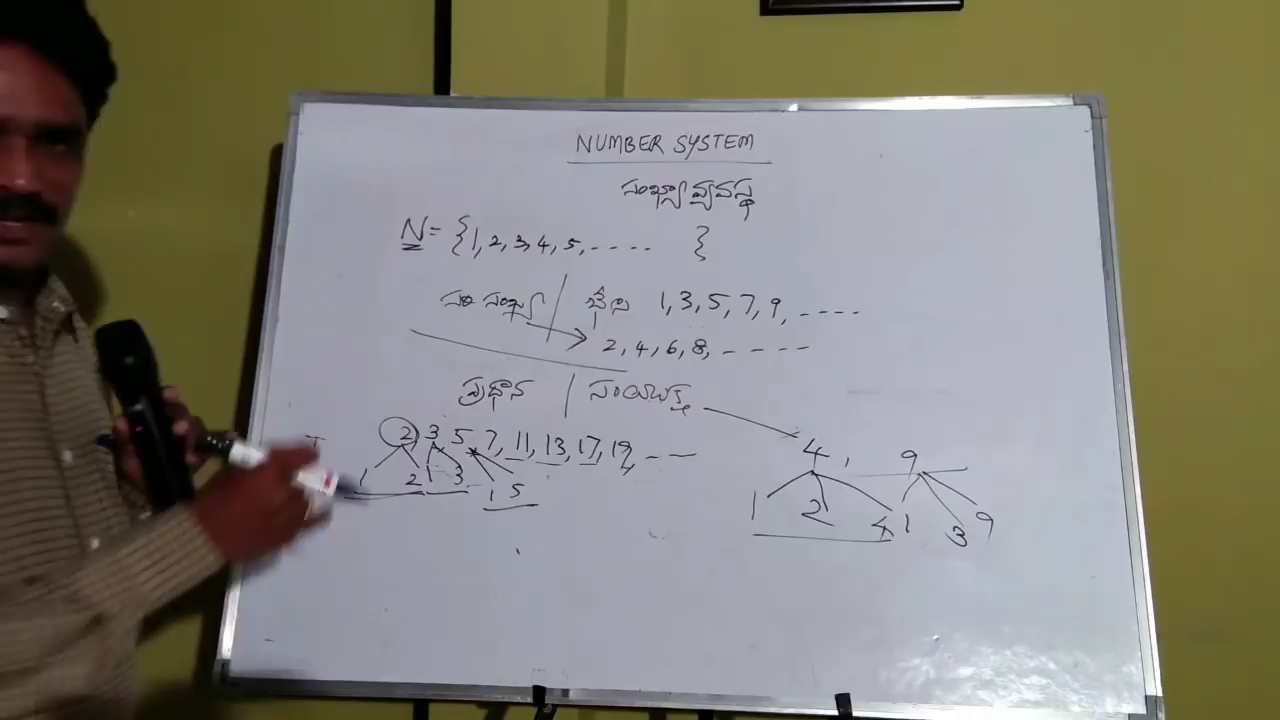 NUMBER SYSTEM
సంఖ్యా వ్యవస్థ
N = {1, 2, 3, 4, 5, ---- }
సరి సంఖ్య / బేసి 1, 3, 5, 7, 9, ----
2, 4, 6, 8, ----
ప్రధాన / సంయుక్త
2 3 5 7, 11, 13, 17, 19, -- 4, 9
1 2 1 3 1 5 1 2 4 1 3 9